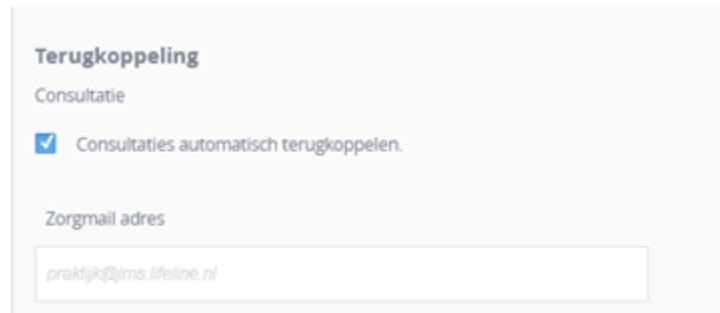 Terugkoppeling
Consultatie
Consultaties automatisch terugkoppelen.
Zorgmail adres
praktijk@lms.lifeline.nl